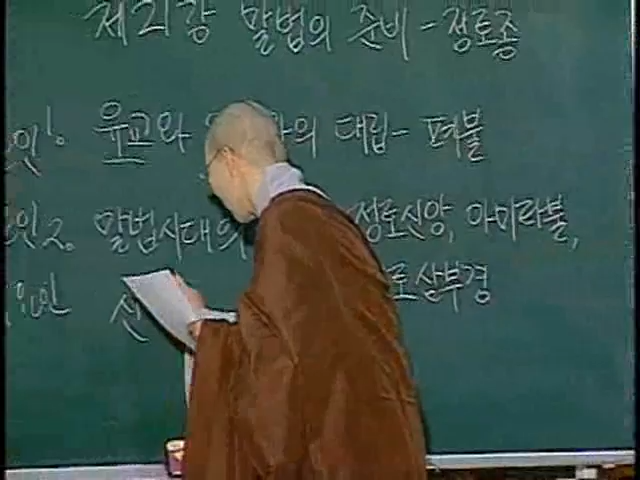 제21강 말법의 준비 - 정토종
인1. 유교와 의 대립 - 폐불
인2. 말법시대의 정토신앙, 아미타불,
인 선 토삼부경